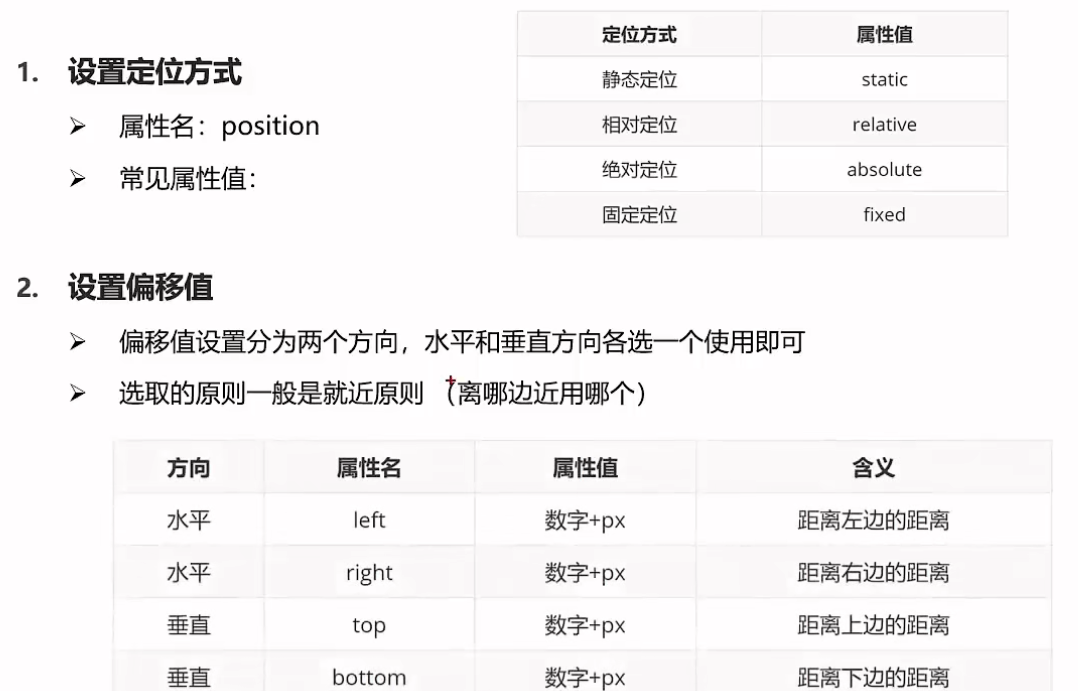 1. 设置定位方式
➢ 属性名：position
➢ 常见属性值：
定位方式 属性值
静态定位 static
相对定位 relative
绝对定位 absolute
固定定位 fixed
2. 设置偏移值
➢ 偏移值设置分为两个方向，水平和垂直方向各选一个使用即可
➢ 选取的原则一般是就近原则 （离哪边近用哪个）
方向 属性名 属性值 含义
水平 left 数字+px 距离左边的距离
水平 right 数字+px 距离右边的距离
垂直 top 数字+px 距离上边的距离
垂直 bottom 数字+px 距离下边的距离